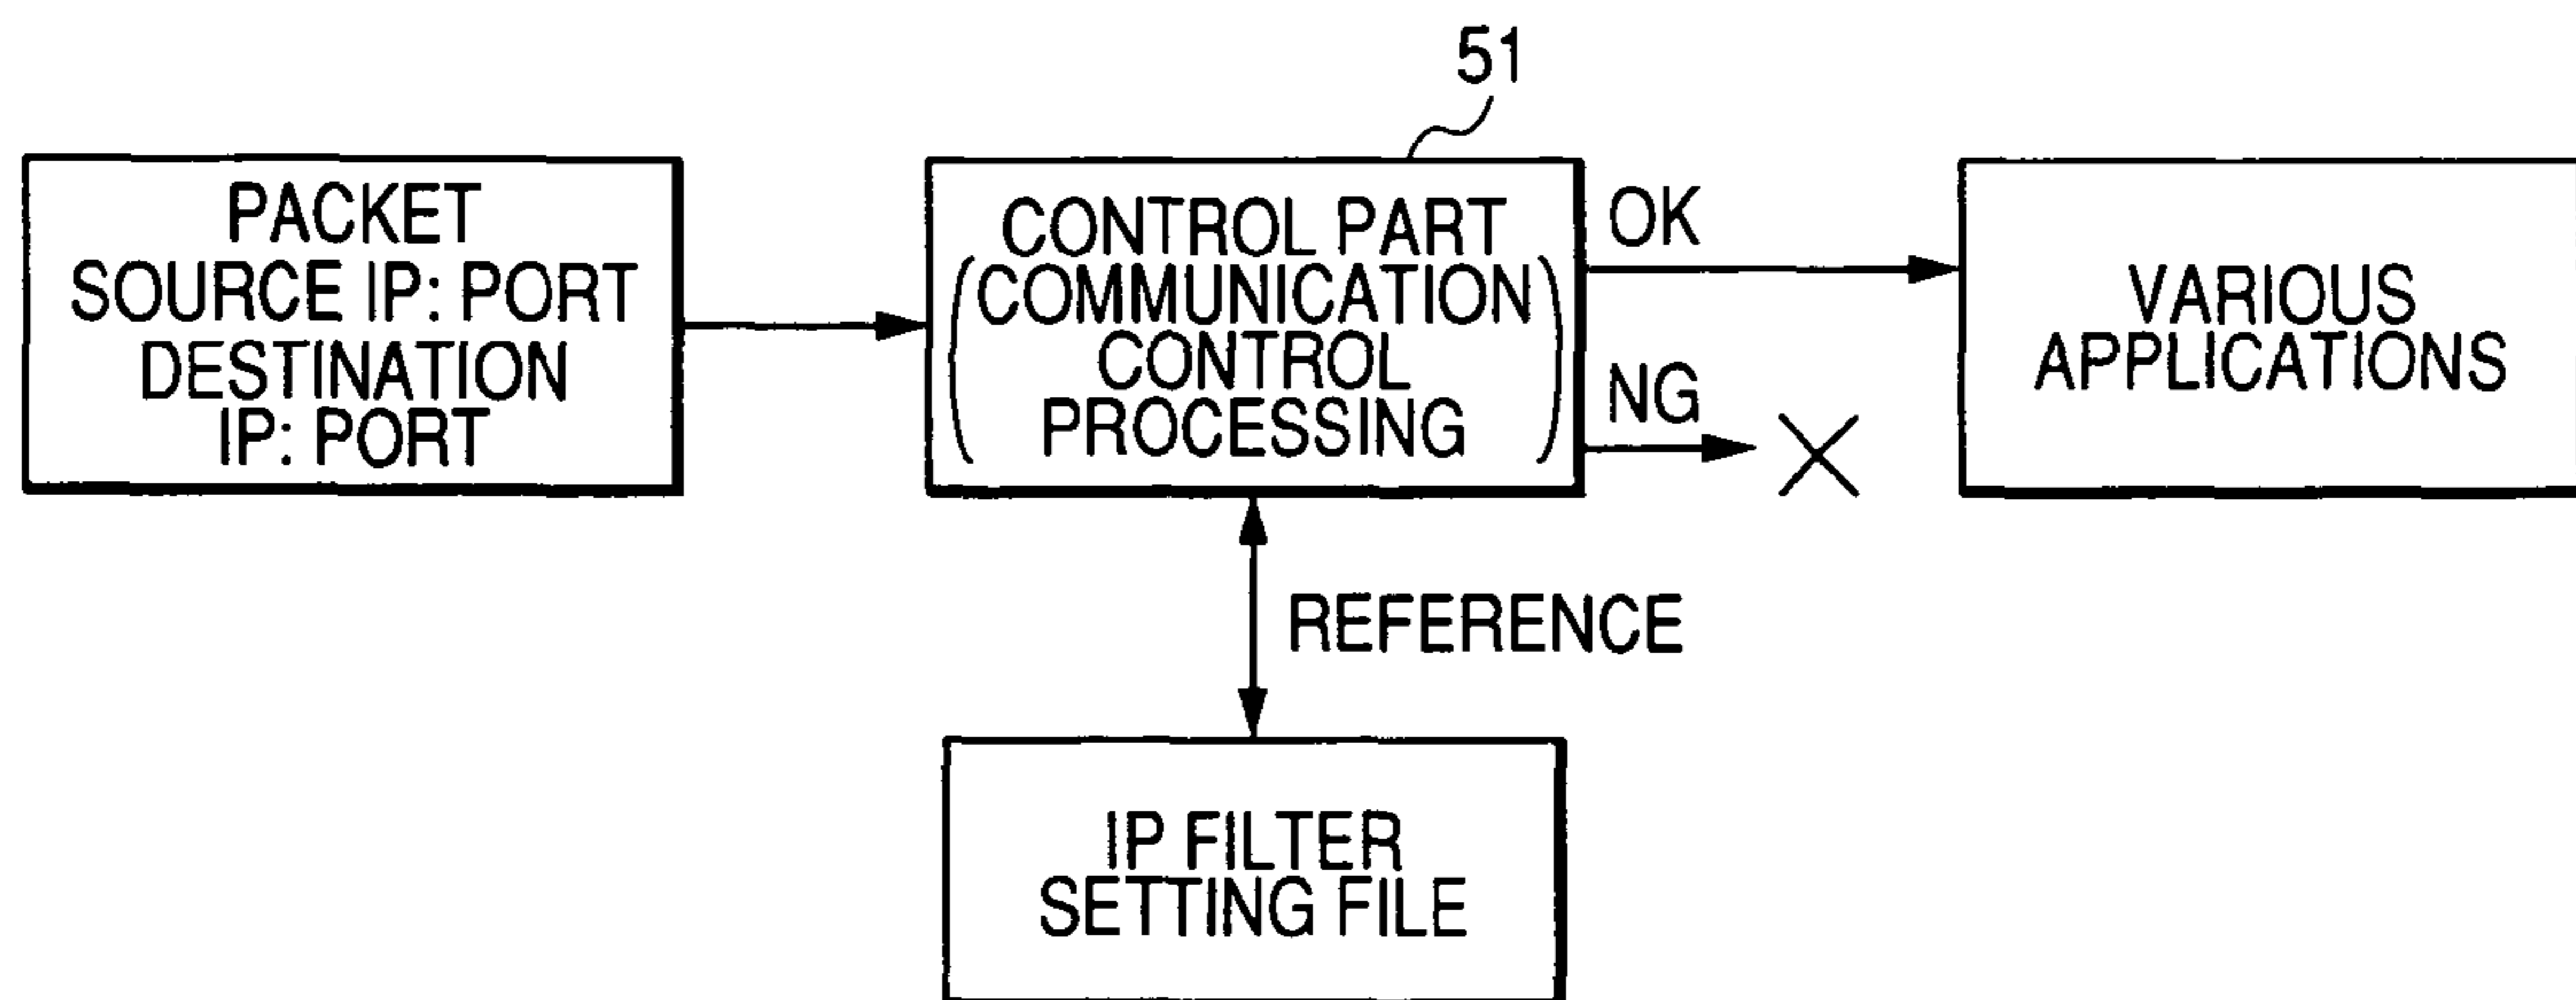 51
PACKET
SOURCE IP: PORT
DESTINATION
IP: PORT
CONTROL PART
(COMMUNICATION
CONTROL
PROCESSING)
OK
NG
VARIOUS
APPLICATIONS
REFERENCE
IP FILTER
SETTING FILE